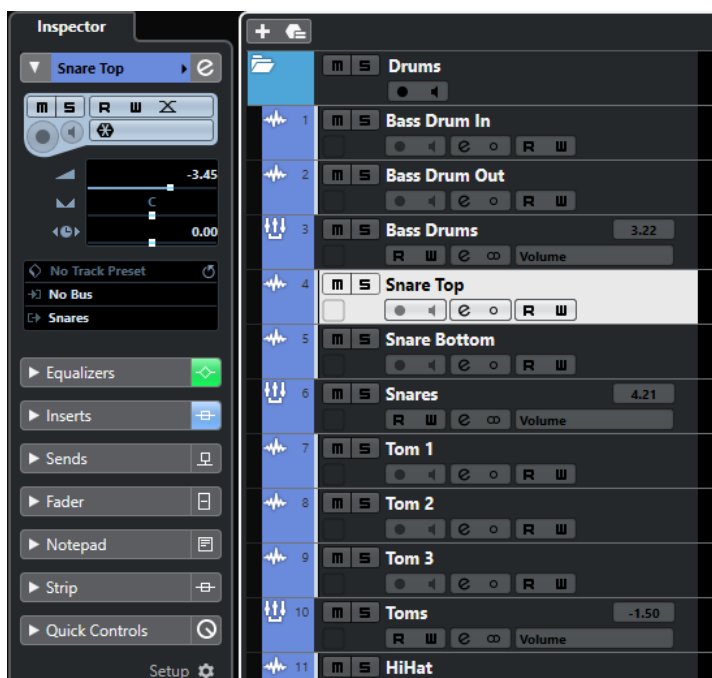 Inspector
Snare Top
m S R W
-3.45
C
0.00
No Track Preset
No Bus
Snares
Equalizers
Inserts
Sends
Fader
Notepad
Strip
Quick Controls
Setup
m S Drums
1 m S Bass Drum In
e R W
2 m S Bass Drum Out
e R W
3 m S Bass Drums 3.22
R W e Volume
4 m S Snare Top
e R W
5 m S Snare Bottom
e R W
6 m S Snares 4.21
R W e Volume
7 m S Tom 1
e R W
8 m S Tom 2
e R W
9 m S Tom 3
e R W
10 m S Toms -1.50
R W e Volume
11 m S HiHat